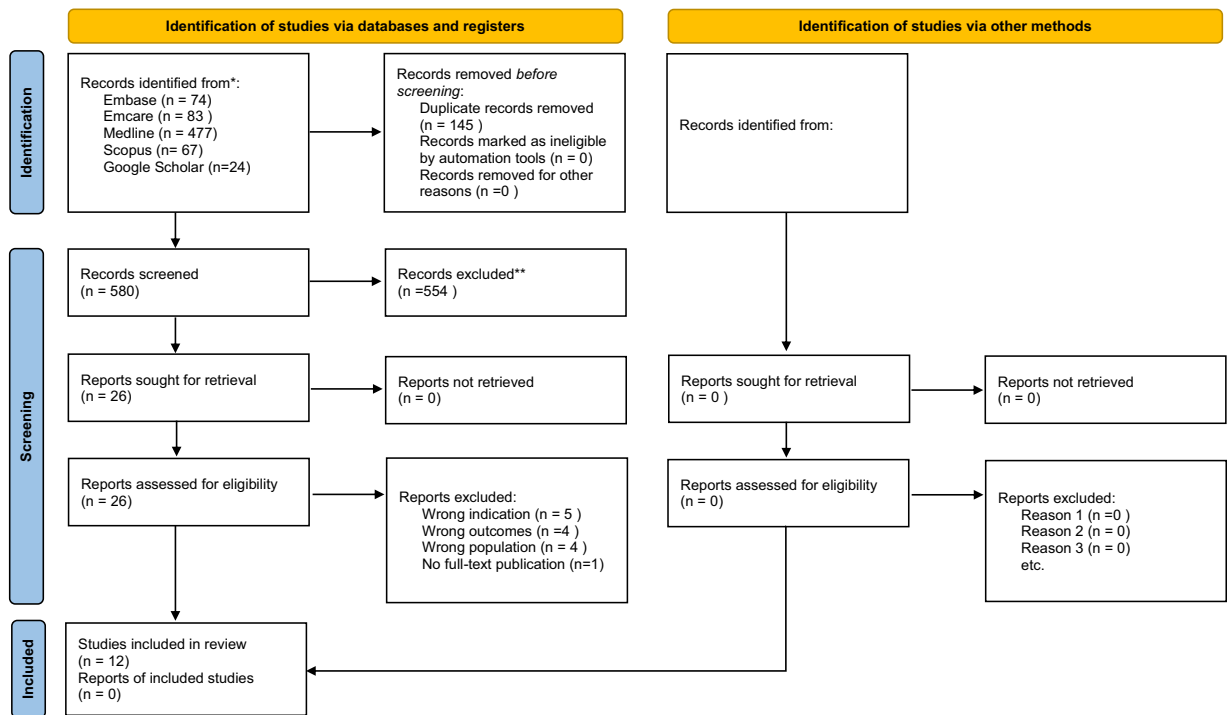 Identification of studies via databases and registers
Identification of studies via other methods
Identification
Records identified from*:
Embase (n = 74)
Emcare (n = 83 )
Medline (n = 477)
Scopus (n= 67)
Google Scholar (n=24)
Records removed before
screening:
Duplicate records removed
(n = 145 )
Records marked as ineligible
by automation tools (n = 0)
Records removed for other
reasons (n =0 )
Records identified from:
Screening
Records screened
(n = 580)
Records excluded**
(n =554 )
Reports sought for retrieval
(n = 26)
Reports not retrieved
(n = 0)
Reports sought for retrieval
(n = 0 )
Reports not retrieved
(n = 0)
Reports assessed for eligibility
(n = 26)
Reports excluded:
Wrong indication (n = 5 )
Wrong outcomes (n =4 )
Wrong population (n = 4 )
No full-text publication (n=1)
Reports assessed for eligibility
(n = 0)
Reports excluded:
Reason 1 (n =0 )
Reason 2 (n = 0)
Reason 3 (n = 0)
etc.
Included
Studies included in review
(n = 12)
Reports of included studies
(n = 0)